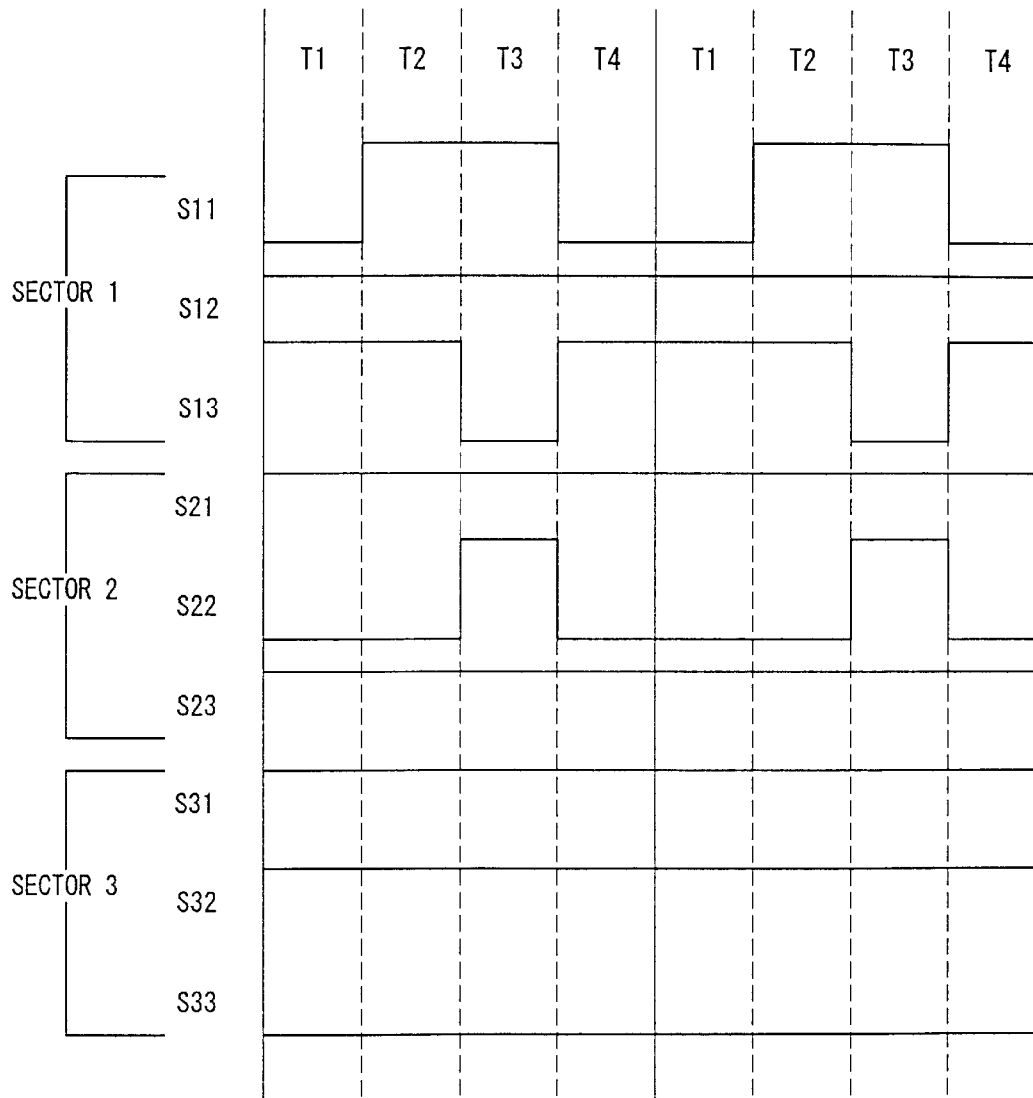 T1 T2 T3 T4 T1 T2 T3 T4
S11
SECTOR 1
S12
S13
S21
SECTOR 2
S22
S23
S31
SECTOR 3
S32
S33